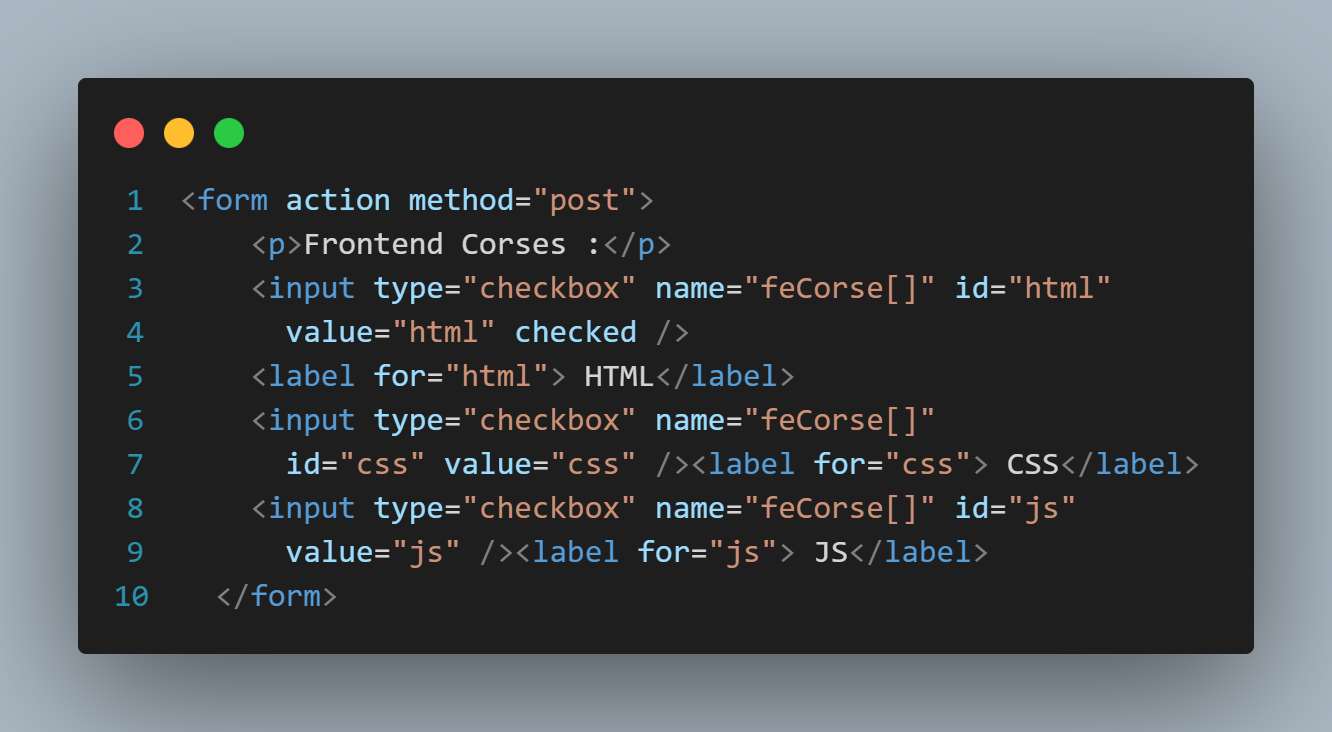 1 <form action method="post">
2     <p>Frontend Corses :</p>
3     <input type="checkbox" name="feCorse[]" id="html"
4       value="html" checked />
5     <label for="html"> HTML</label>
6     <input type="checkbox" name="feCorse[]"
7       id="css" value="css" /><label for="css"> CSS</label>
8     <input type="checkbox" name="feCorse[]" id="js"
9       value="js" /><label for="js"> JS</label>
10   </form>